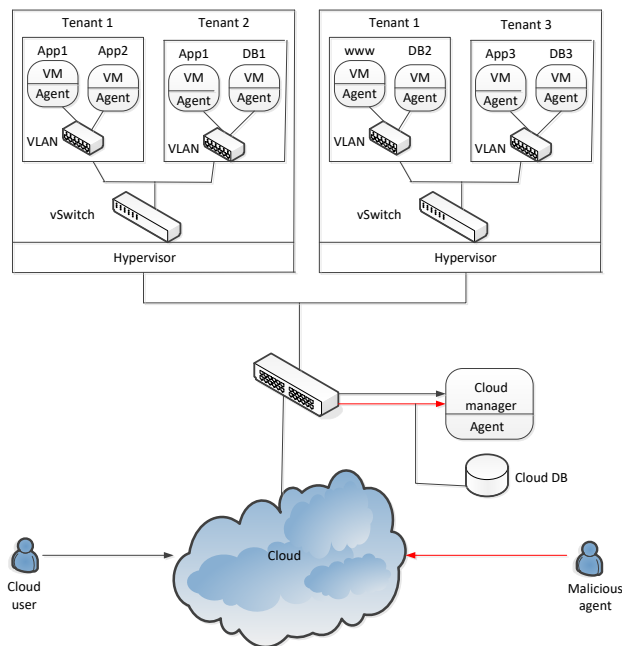 Tenant 1
Tenant 2
Tenant 1
Tenant 3
App1
App2
App1
DB1
www
DB2
App3
DB3
VM
VM
VM
VM
VM
VM
VM
VM
Agent
Agent
Agent
Agent
Agent
Agent
Agent
Agent
VLAN
VLAN
VLAN
VLAN
vSwitch
vSwitch
Hypervisor
Hypervisor
Cloud
manager
Agent
Cloud DB
Cloud
Cloud
user
Malicious
agent